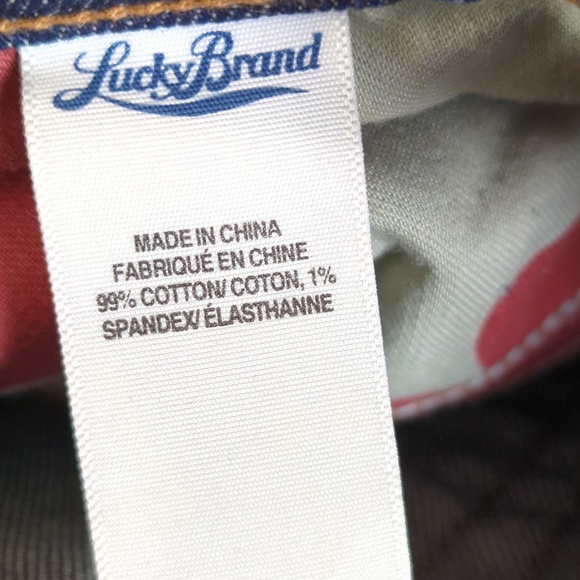 Lucky Brand
MADE IN CHINA
FABRIQUÉ EN CHINE
99% COTTON/ COTON, 1%
SPANDEX/ ÉLASTHANNE